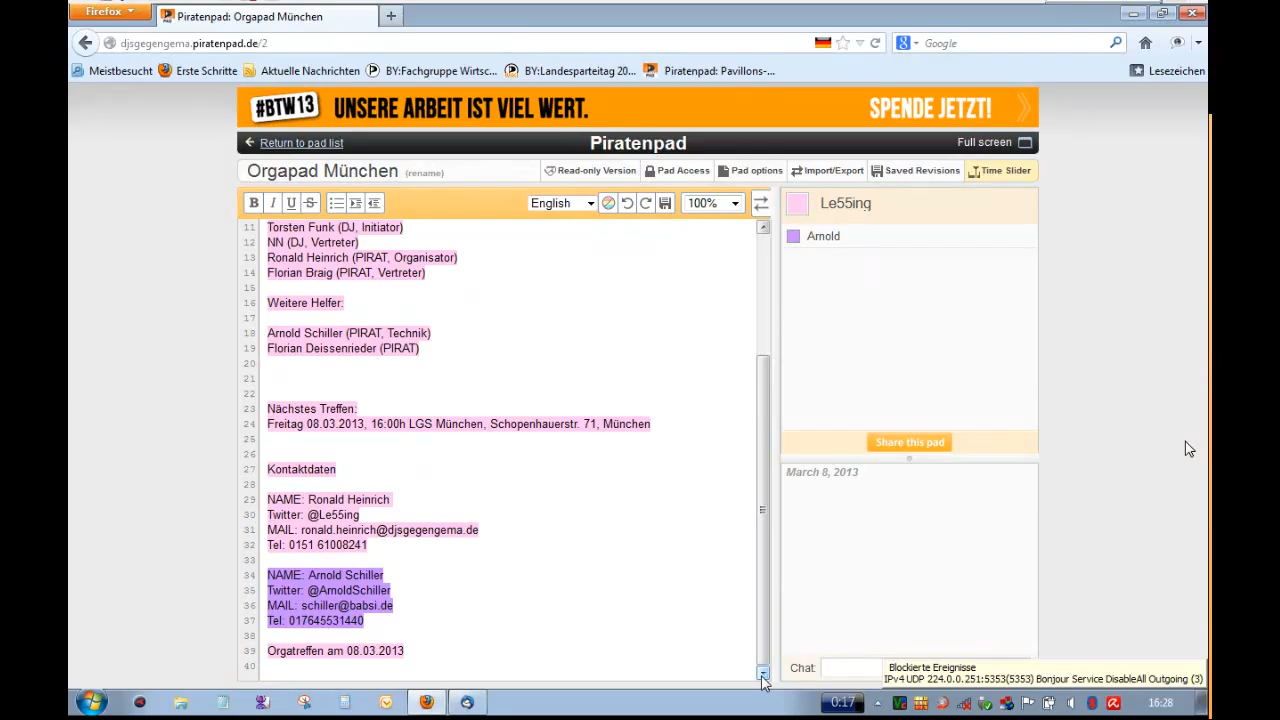 Firefox
Piratenpad: Orgapad München
djsgegengema.piratenpad.de/2
Google
Meistbesucht
Erste Schritte
Aktuelle Nachrichten
BY:Fachgruppe Wirtsc...
BY:Landesparteitag 20...
Piratenpad: Pavillons-...
Lesezeichen
#BTW13 UNSERE ARBEIT IST VIEL WERT. SPENDE JETZT!
Return to pad list
Piratenpad
Full screen
Orgapad München (rename)
Read-only Version
Pad Access
Pad options
Import/Export
Saved Revisions
Time Slider
B I U S
English
100%
Le55ing
Arnold
11 Torsten Funk (DJ, Initiator)
12 NN (DJ, Vertreter)
13 Ronald Heinrich (PIRAT, Organisator)
14 Florian Braig (PIRAT, Vertreter)
15
16 Weitere Helfer:
17
18 Arnold Schiller (PIRAT, Technik)
19 Florian Deissenrieder (PIRAT)
20
21
22
23 Nächstes Treffen:
24 Freitag 08.03.2013, 16:00h LGS München, Schopenhauerstr. 71, München
25
26
27 Kontaktdaten
28
29 NAME: Ronald Heinrich
30 Twitter: @Le55ing
31 MAIL: ronald.heinrich@djsgegengema.de
32 Tel: 0151 61008241
33
34 NAME: Arnold Schiller
35 Twitter: @ArnoldSchiller
36 MAIL: schiller@babsi.de
37 Tel: 017645531440
38
39 Orgatreffen am 08.03.2013
40
Share this pad
March 8, 2013
Chat
Blockierte Ereignisse
IPv4 UDP 224.0.0.251:5353(5353) Bonjour Service DisableAll Outgoing (3)
0:17
16:28